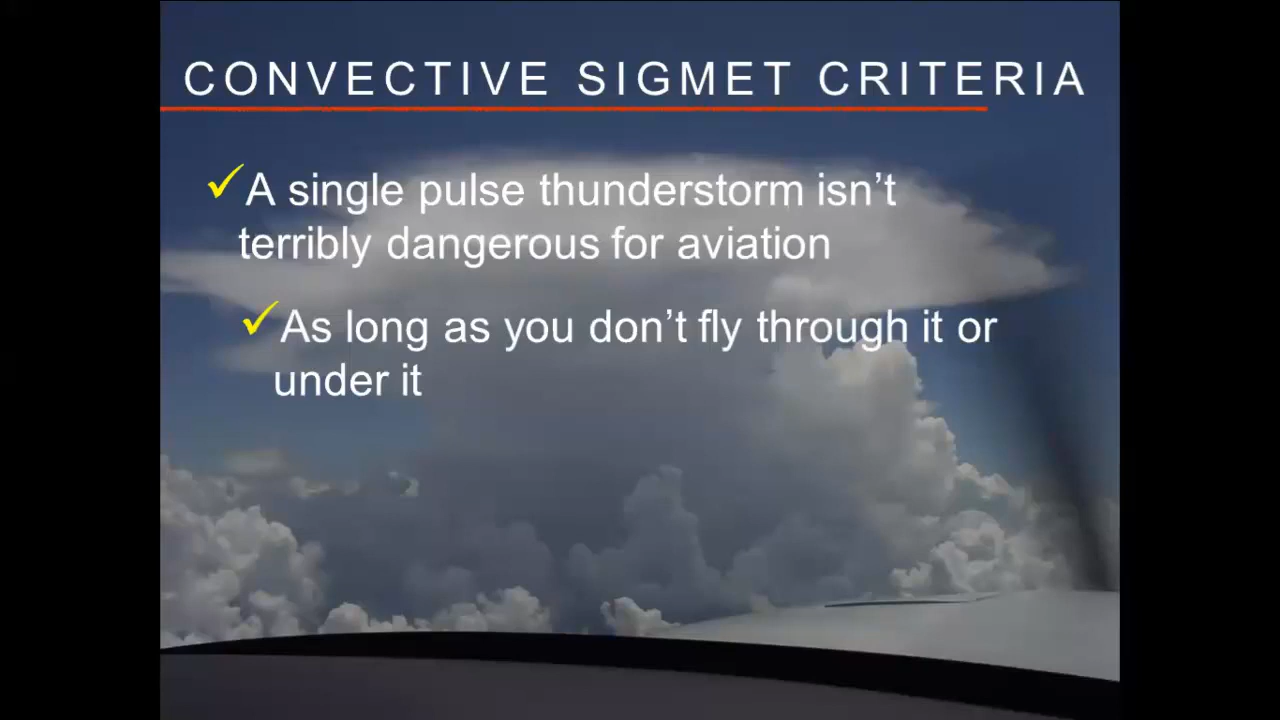 CONVECTIVE SIGMET CRITERIA
A single pulse thunderstorm isn't
terribly dangerous for aviation
As long as you don't fly through it or
under it